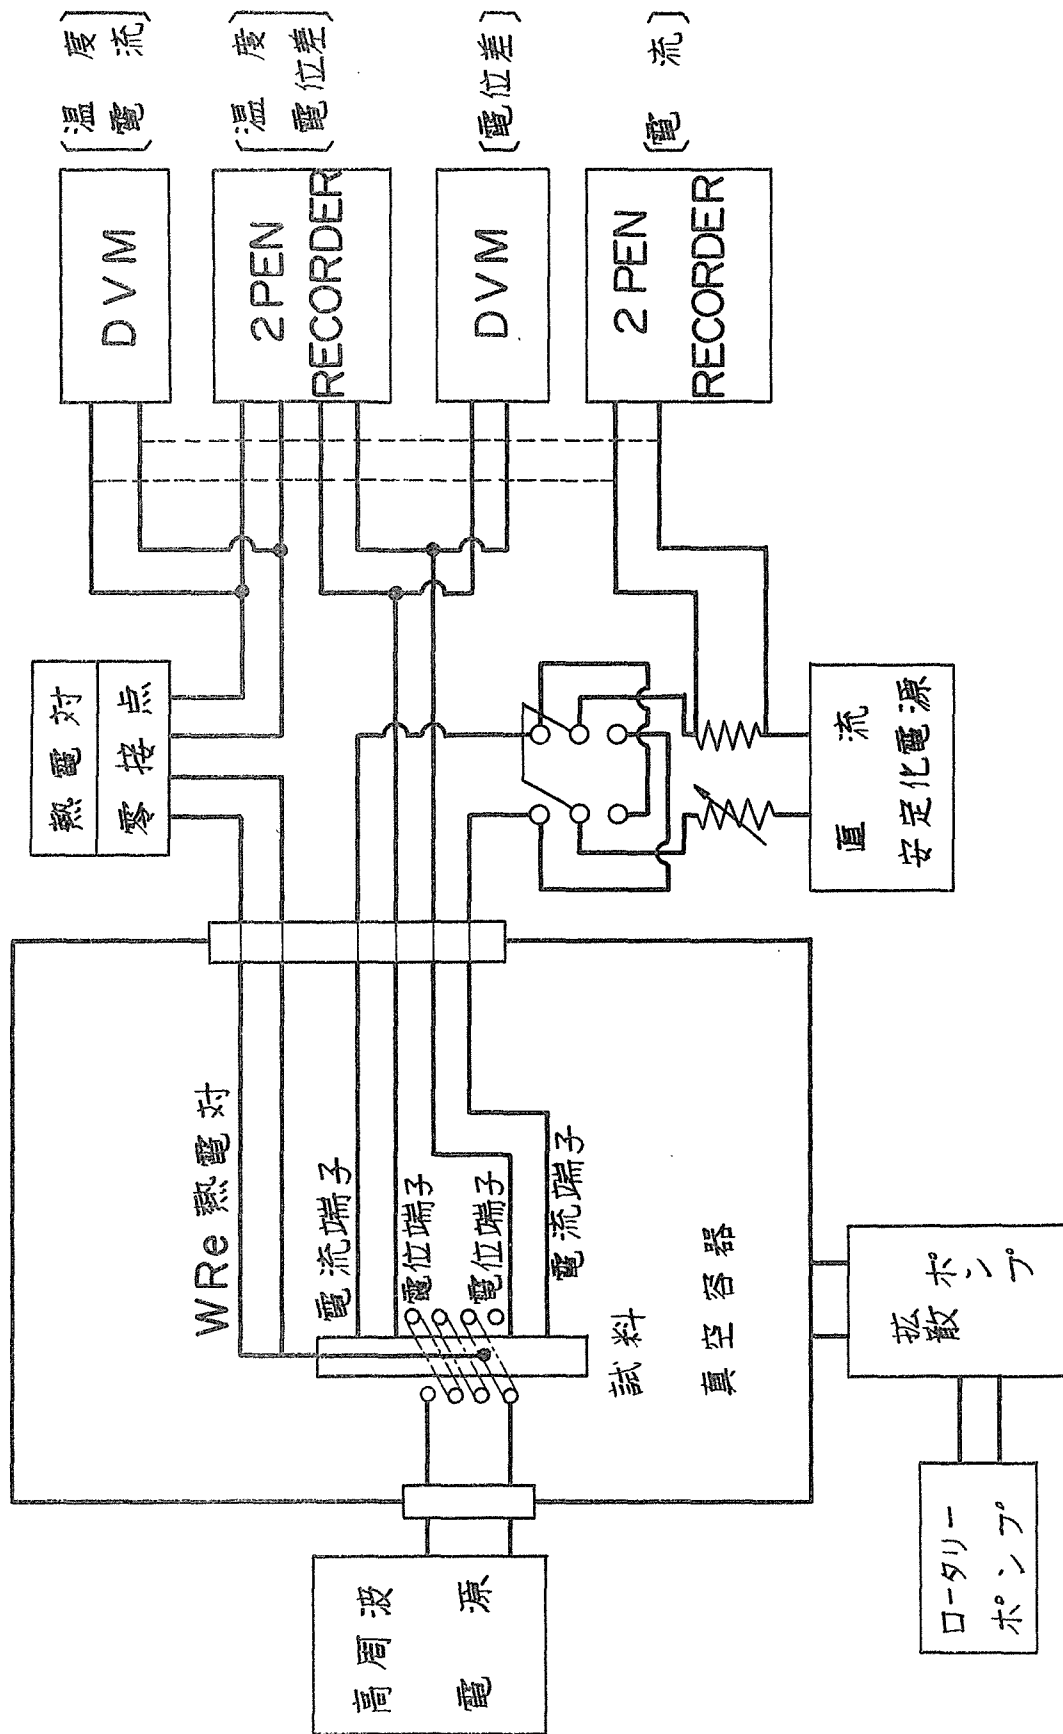 熱電対
零接点
DVM
〔温度
電流〕
2PEN
RECORDER
〔温度
電位差〕
DVM
〔電位差〕
2PEN
RECORDER
〔電流〕
WRe熱電対
電流端子
電位端子
電位端子
電流端子
高周波
電源
試料
真空容器
直流
安定化電源
拡散
ポンプ
ロータリー
ポンプ